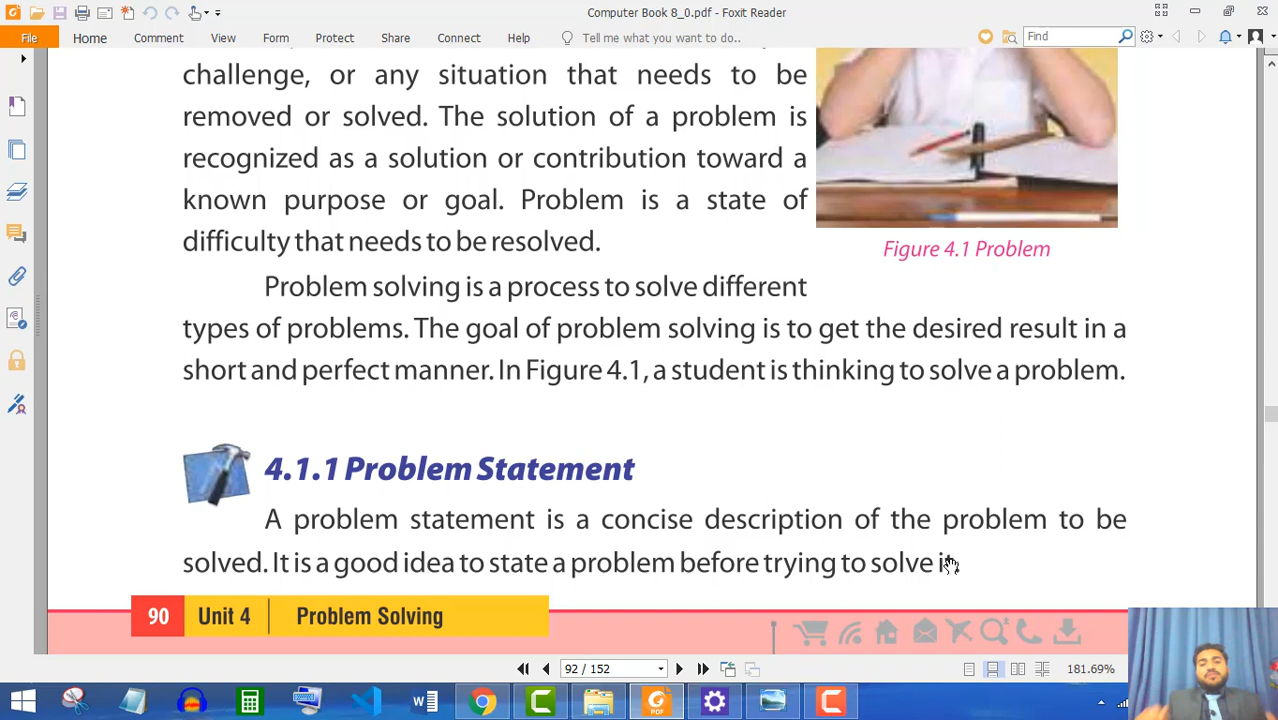 Computer Book 8_0.pdf - Foxit Reader
File Home Comment View Form Protect Share Connect Help Tell me what you want to do.. Find
challenge, or any situation that needs to be
removed or solved. The solution of a problem is
recognized as a solution or contribution toward a
known purpose or goal. Problem is a state of
difficulty that needs to be resolved.
Figure 4.1 Problem
Problem solving is a process to solve different
types of problems. The goal of problem solving is to get the desired result in a
short and perfect manner. In Figure 4.1, a student is thinking to solve a problem.
4.1.1 Problem Statement
A problem statement is a concise description of the problem to be
solved. It is a good idea to state a problem before trying to solve it.
90 Unit 4 Problem Solving
92 / 152 181.69%